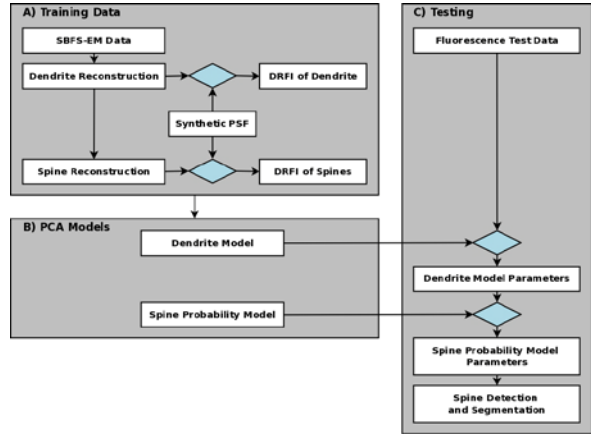 A) Training Data
SBFS-EM Data
Dendrite Reconstruction
DRFI of Dendrite
Synthetic PSF
Spine Reconstruction
DRFI of Spines
B) PCA Models
Dendrite Model
Spine Probability Model
C) Testing
Fluorescence Test Data
Dendrite Model Parameters
Spine Probability Model
Parameters
Spine Detection
and Segmentation